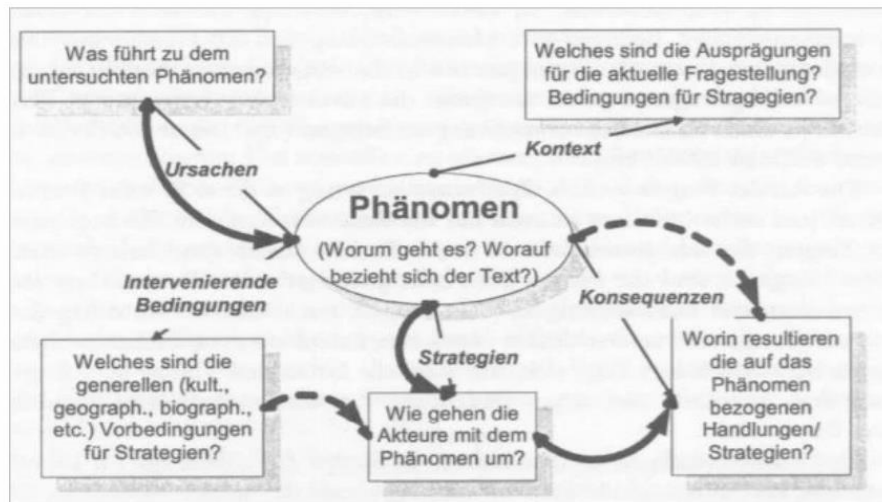 Was führt zu dem
untersuchten Phänomen?
Welches sind die Ausprägungen
für die aktuelle Fragestellung?
Bedingungen für Stragegien?
Ursachen
Kontext
Phänomen
(Worum geht es? Worauf
bezieht sich der Text?)
Intervenierende
Bedingungen
Konsequenzen
Strategien
Welches sind die
generellen (kult.,
geograph., biograph.,
etc.) Vorbedingungen
für Strategien?
Wie gehen die
Akteure mit dem
Phänomen um?
Worin resultieren
die auf das
Phänomen
bezogenen
Handlungen/
Strategien?